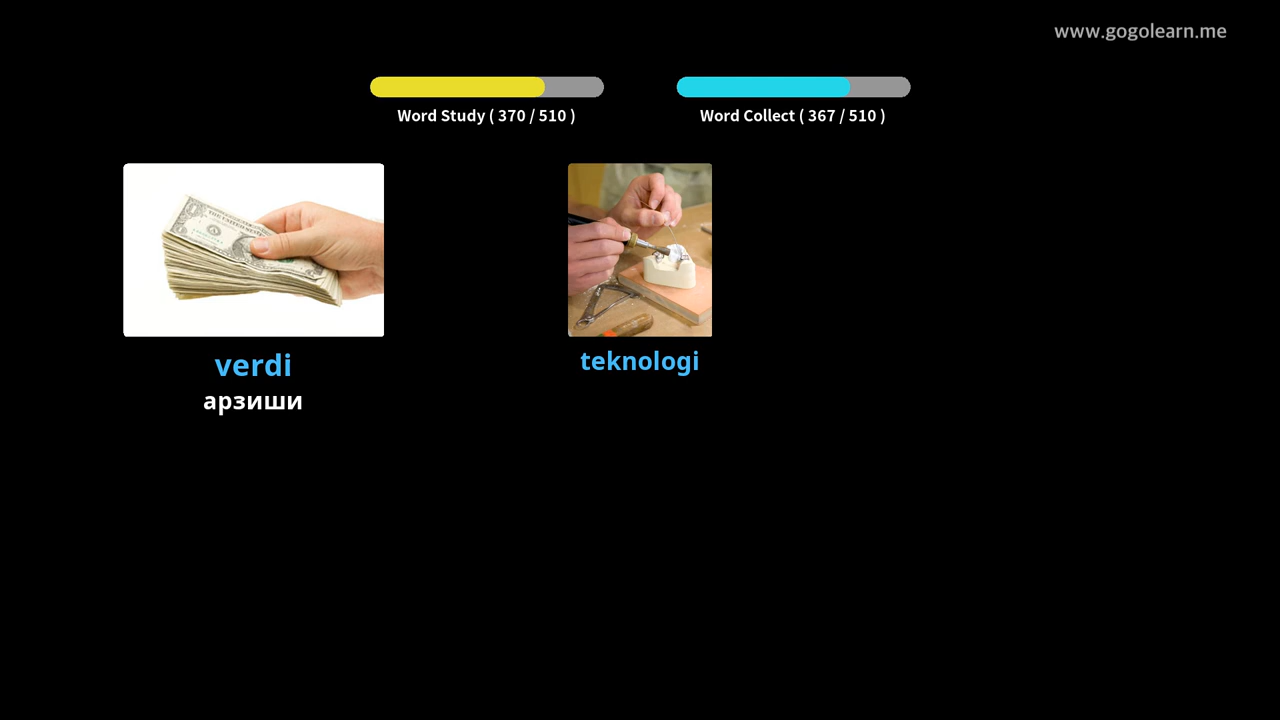 www.gogolearn.me
Word Study ( 370 / 510 )
Word Collect ( 367 / 510 )
verdi
арзиши
teknologi